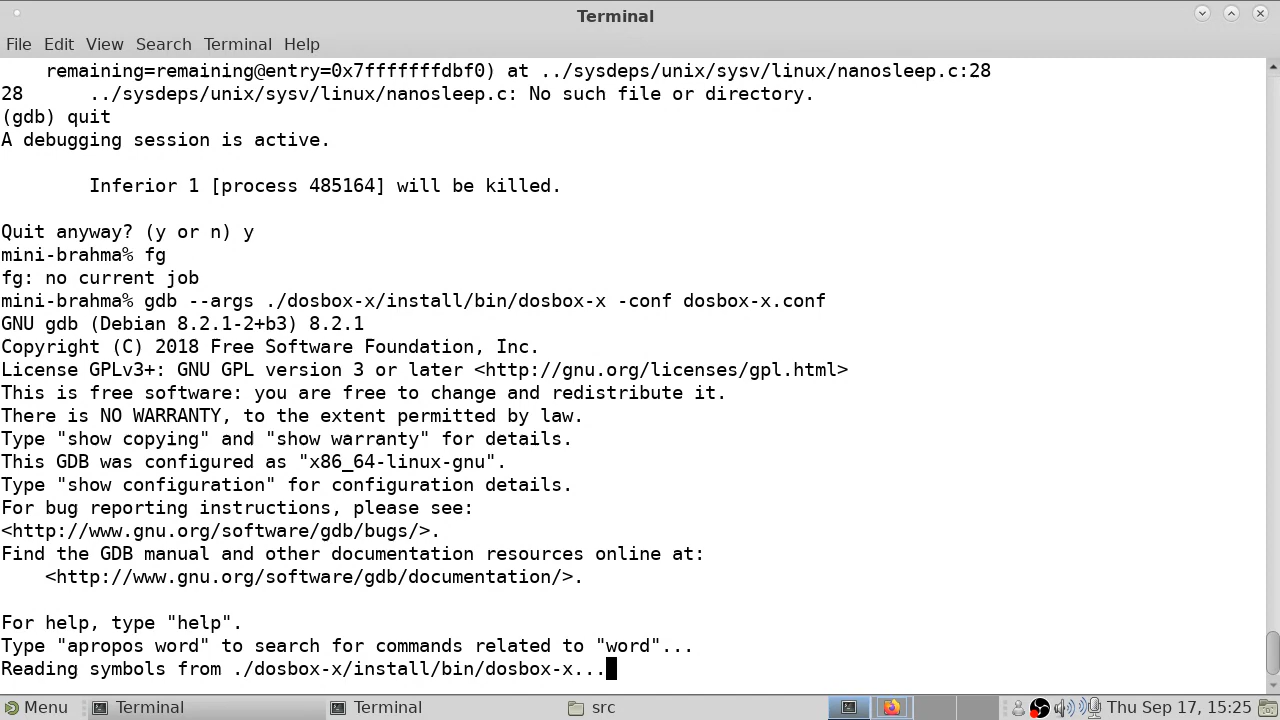 Terminal
File Edit View Search Terminal Help
remaining=remaining@entry=0x7fffffffdbf0) at ../sysdeps/unix/sysv/linux/nanosleep.c:28
28      ../sysdeps/unix/sysv/linux/nanosleep.c: No such file or directory.
(gdb) quit
A debugging session is active.
Inferior 1 [process 485164] will be killed.
Quit anyway? (y or n) y
mini-brahma% fg
fg: no current job
mini-brahma% gdb --args ./dosbox-x/install/bin/dosbox-x -conf dosbox-x.conf
GNU gdb (Debian 8.2.1-2+b3) 8.2.1
Copyright (C) 2018 Free Software Foundation, Inc.
License GPLv3+: GNU GPL version 3 or later <http://gnu.org/licenses/gpl.html>
This is free software: you are free to change and redistribute it.
There is NO WARRANTY, to the extent permitted by law.
Type "show copying" and "show warranty" for details.
This GDB was configured as "x86_64-linux-gnu".
Type "show configuration" for configuration details.
For bug reporting instructions, please see:
<http://www.gnu.org/software/gdb/bugs/>.
Find the GDB manual and other documentation resources online at:
<http://www.gnu.org/software/gdb/documentation/>.
For help, type "help".
Type "apropos word" to search for commands related to "word"...
Reading symbols from ./dosbox-x/install/bin/dosbox-x...
Menu Terminal Terminal src Thu Sep 17, 15:25